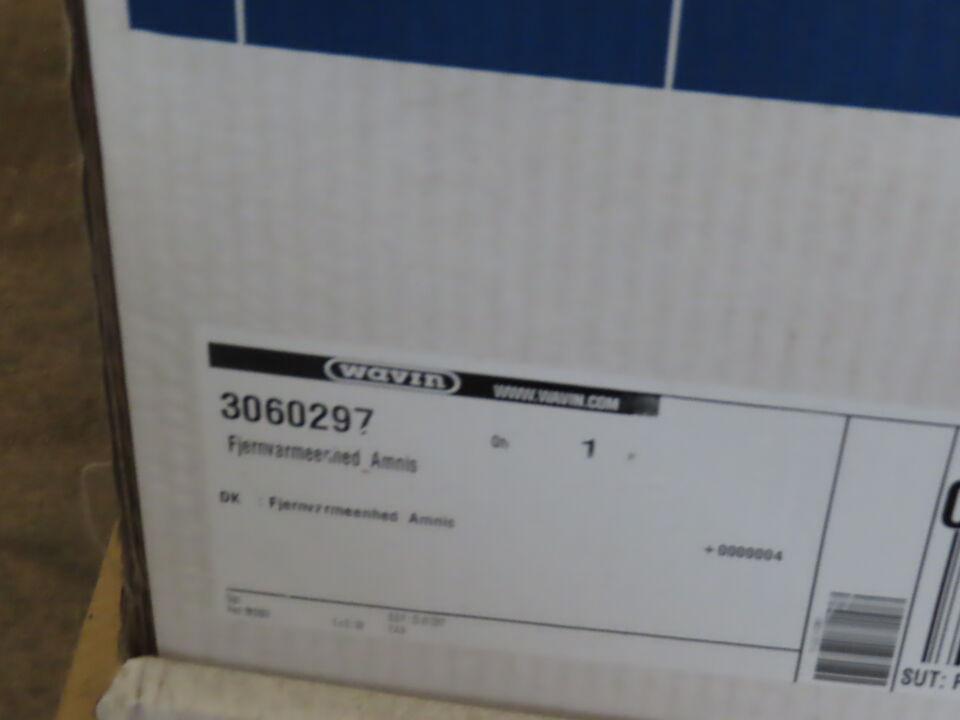 wavin
WWW.WAVIN.COM
3060297
Fjernvarmeenhed_Amnis
1
DK : Fjernvarmeenhed Amnis
+0000004
SUT: